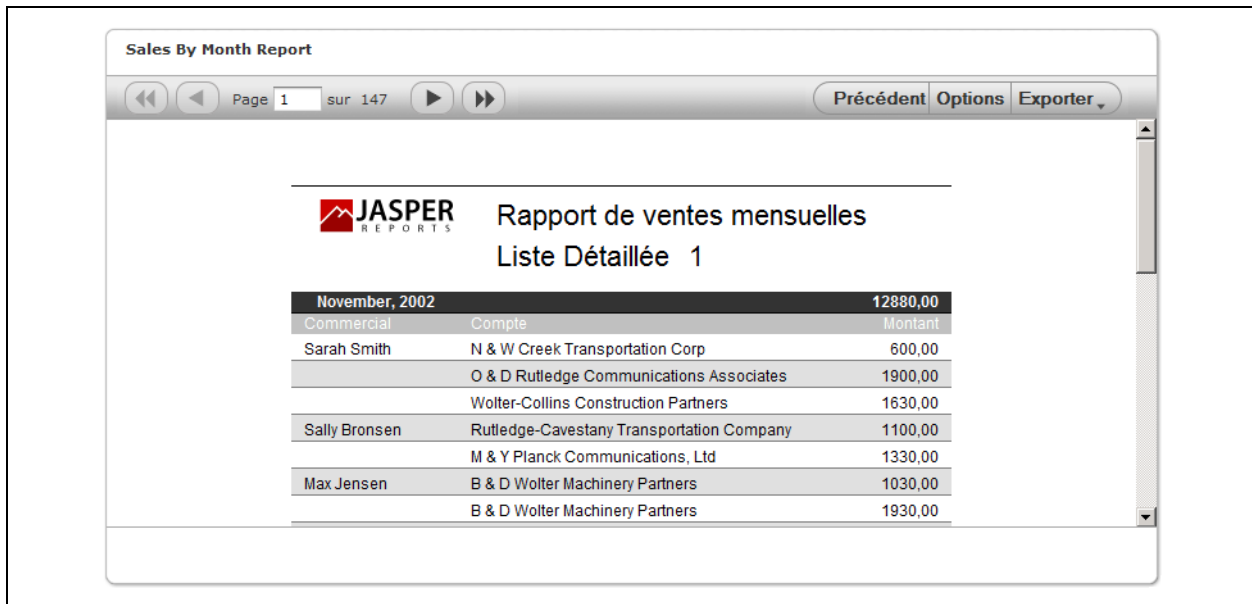 Sales By Month Report
Page 1 sur 147 Précédent Options Exporter
JASPER Rapport de ventes mensuelles
REPORTS
Liste Détaillée 1
November, 2002 12880,00
Commercial Compte Montant
Sarah Smith N & W Creek Transportation Corp 600,00
O & D Rutledge Communications Associates 1900,00
Wolter-Collins Construction Partners 1630,00
Sally Bronsen Rutledge-Cavestany Transportation Company 1100,00
M & Y Planck Communications, Ltd 1330,00
Max Jensen B & D Wolter Machinery Partners 1030,00
B & D Wolter Machinery Partners 1930,00